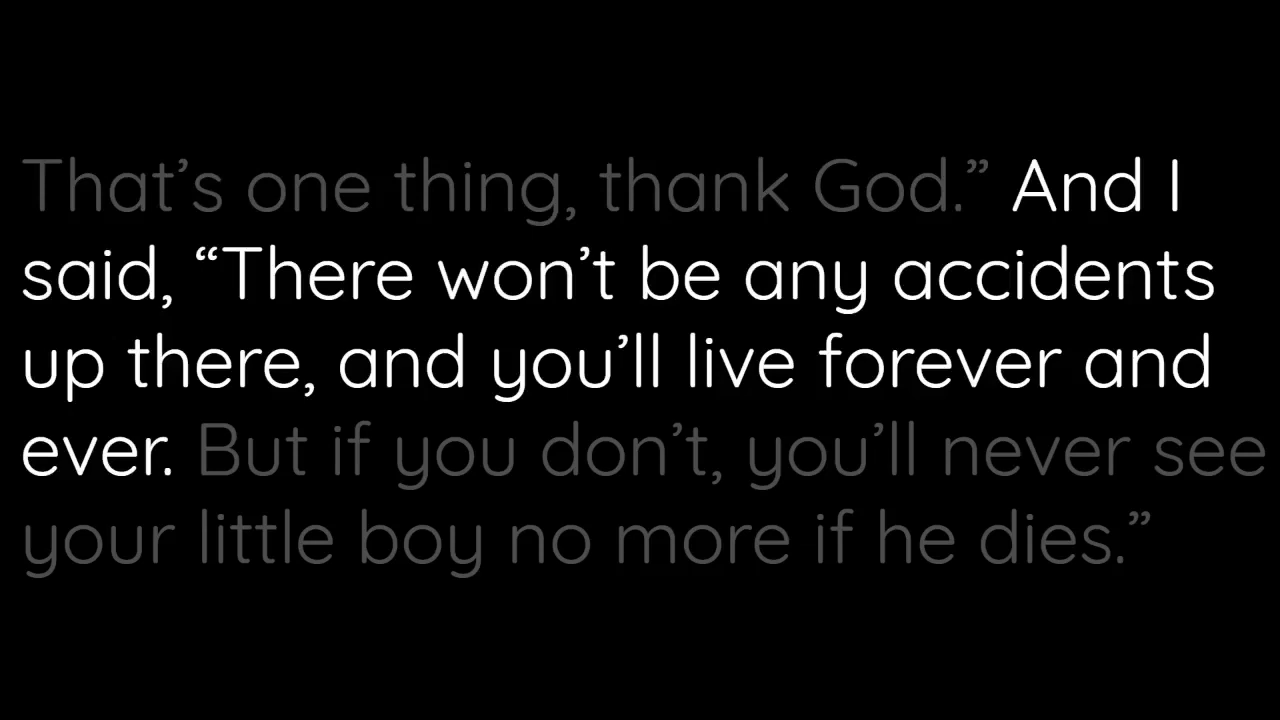 That’s one thing, thank God.” And I
said, “There won’t be any accidents
up there, and you’ll live forever and
ever. But if you don’t, you’ll never see
your little boy no more if he dies.”